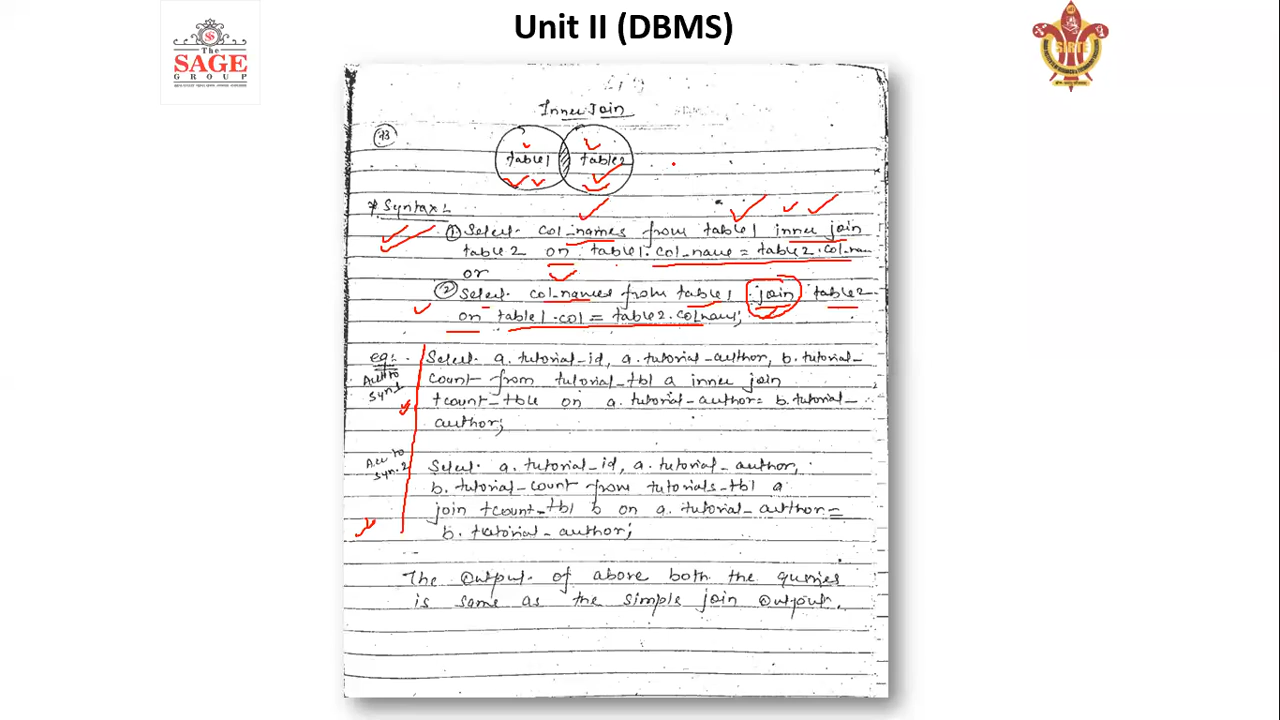 Unit II (DBMS)
The
SAGE
GROUP
SIRTE
Inner Join
73
table1 table2
* Syntax:
① Select col_names from table1 inner join
table2 on table1.col_name = table2.col_nam
or
② Select col_names from table1 join table2
on table1.col = table2.colname;
eg:- Select a.tutorial_id, a.tutorial_author, b.tutorial_
Acc to count from tutorial_tbl a inner join
syn1 tcount_tbl on a.tutorial_author = b.tutorial_
author;
Acc to
syn.2 Select a.tutorial_id, a.tutorial_author,
b.tutorial_count from tutorials_tbl a
join tcount_tbl b on a.tutorial_author =
b.tutorial_author;
The Output of above both the queries
is same as the simple join output.